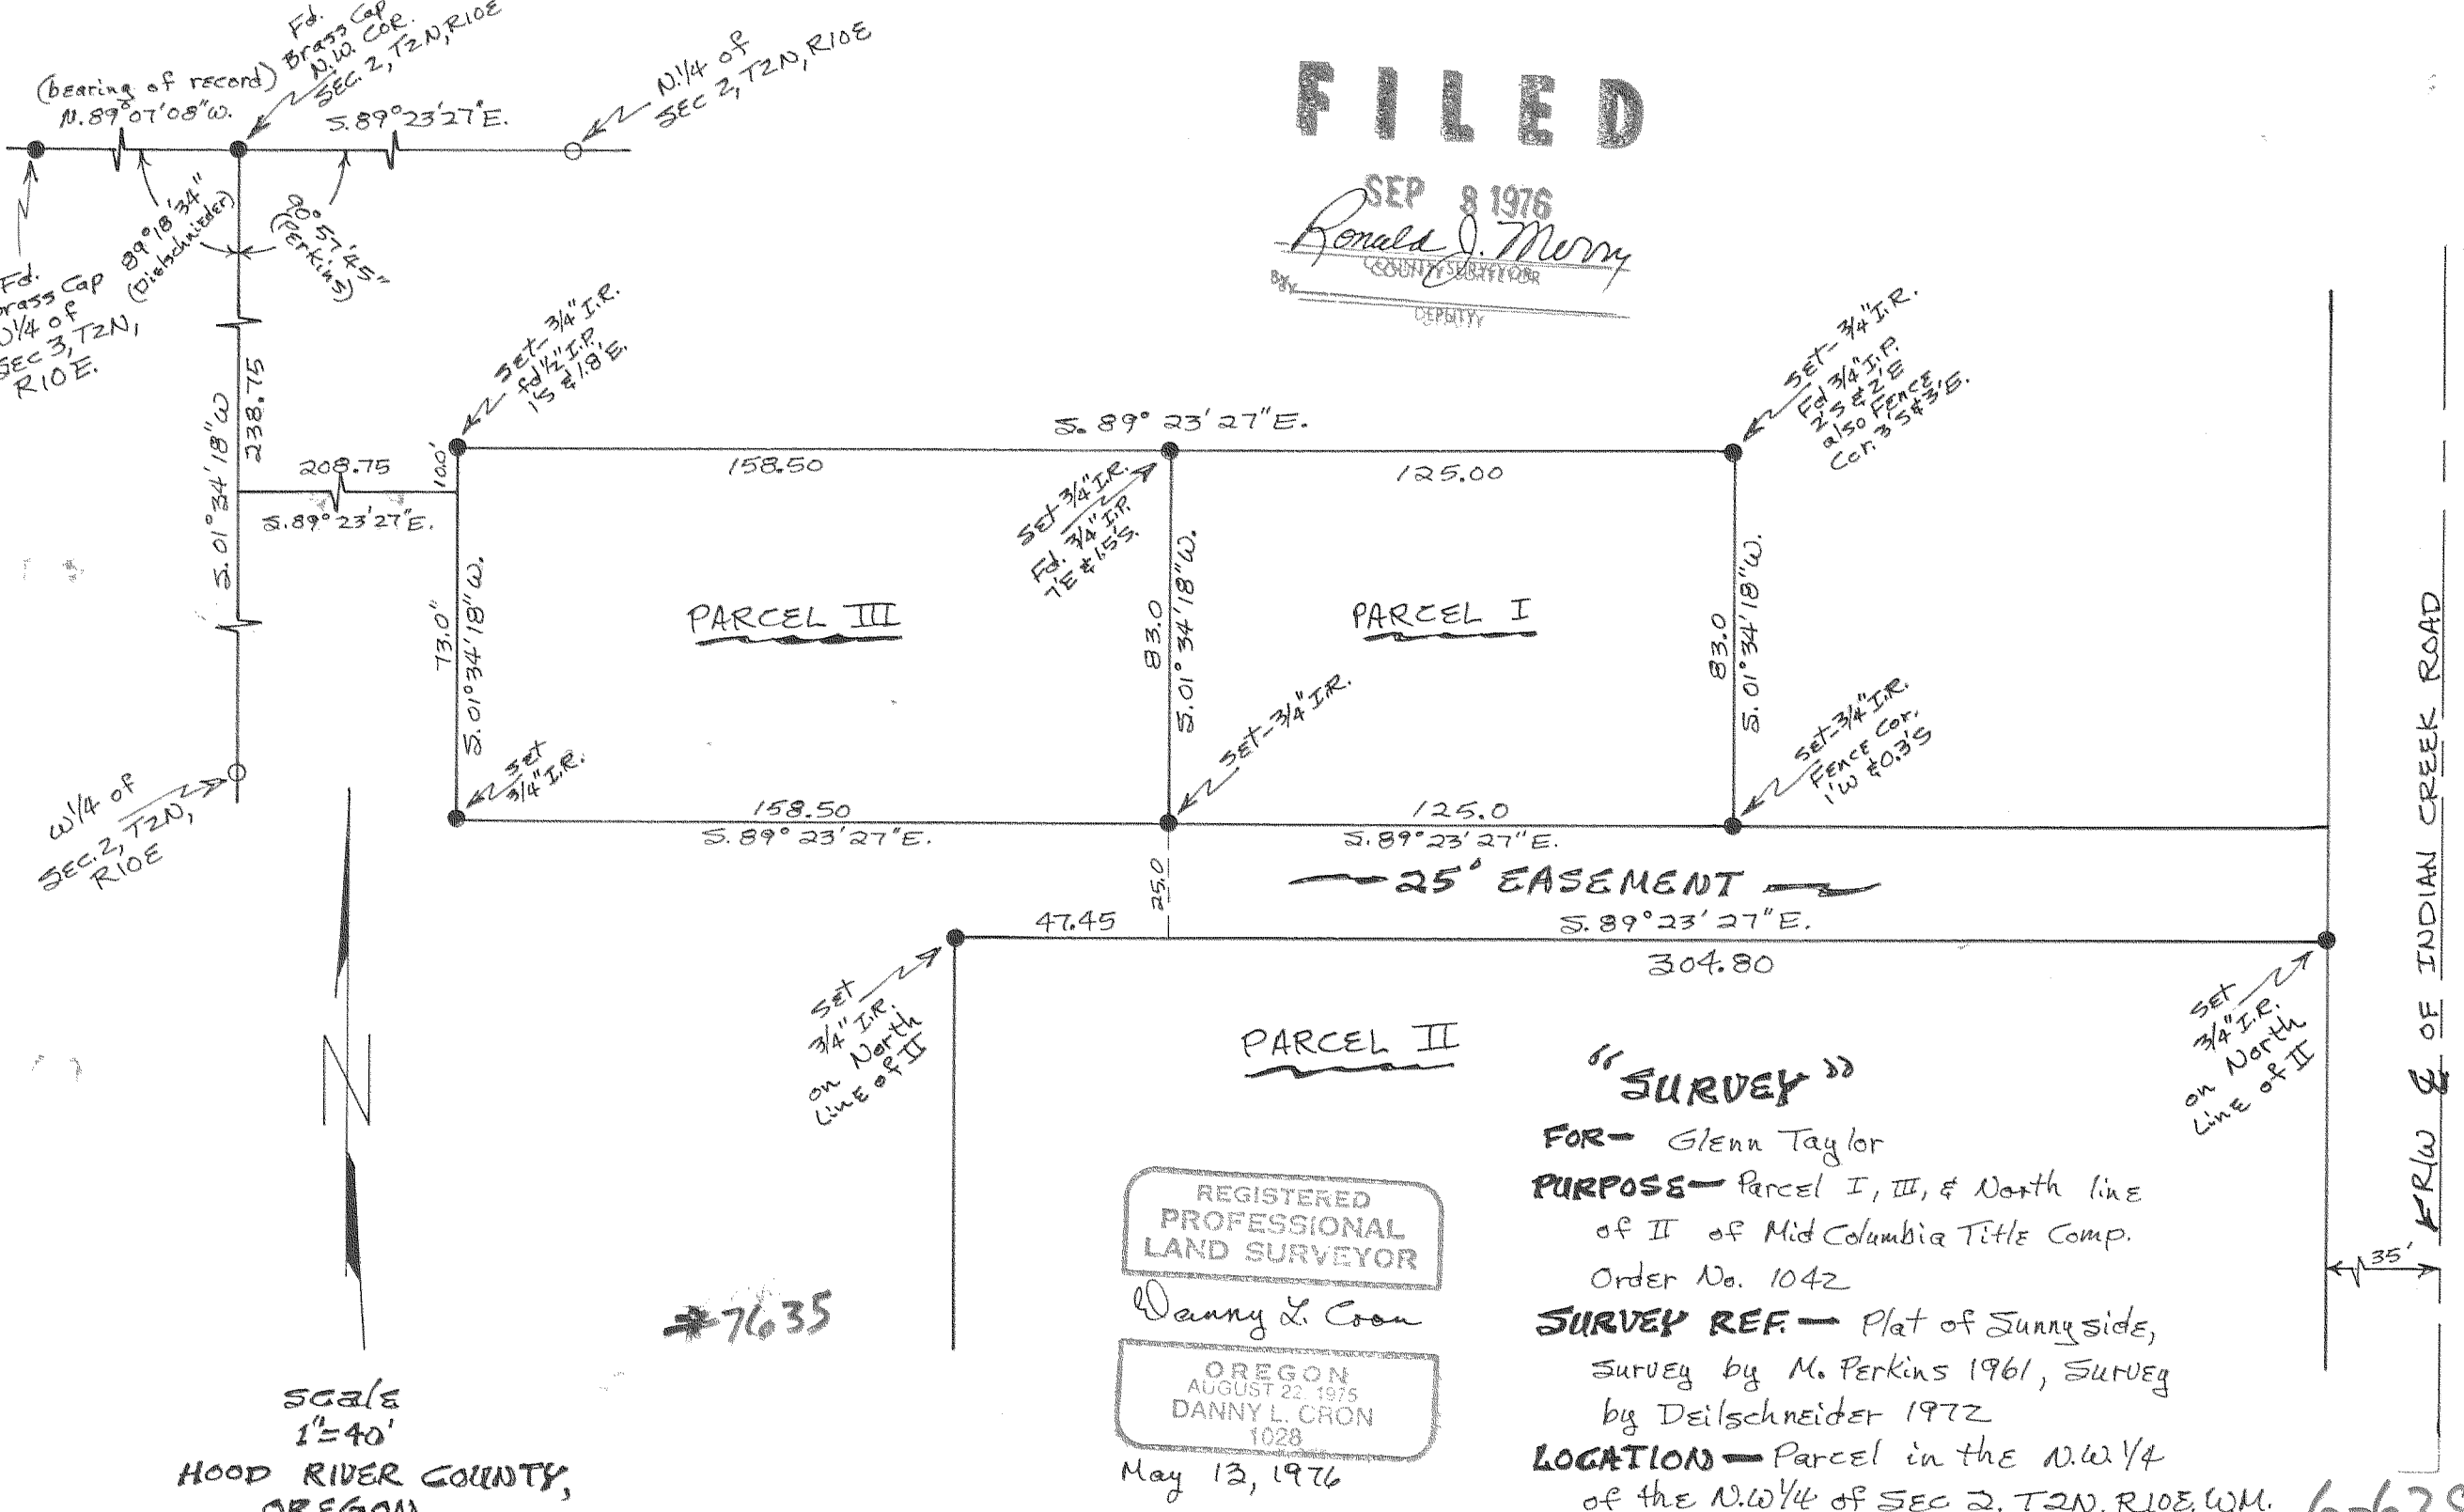 Fd.
Brass Cap
N.W. COR.
SEC. 2, T2N, R10E
(bearing of record)
N.89°07'08"W.
S.89°23'27"E.
N.1/4 of
SEC 2, T2N, R10E
89°18'34"
(Dielschnieder)
90°57'45"
(Perkins)
Fd.
Brass Cap
1/4 of
SEC 3, T2N,
R10E.
FILED
SEP 8 1976
Ronald J. Merry
COUNTY SURVEYOR
By
DEPUTY
S.01°34'18"W
238.75
208.75
S.89°23'27"E.
SET-3/4"I.R.
fd 1/2"I.P.
1'S & 1.8'E.
10.0'
S.89°23'27"E.
158.50
125.00
SET-3/4"I.R.
Fd 3/4"I.P.
2'S & 2'E
also FENCE
Cor. 3'S & 3'E.
SET-3/4"I.R.
Fd. 3/4"I.P.
7'E & 1.5'S.
73.0"
S.01°34'18"W.
PARCEL III
83.0
S.01°34'18"W.
PARCEL I
83.0
S.01°34'18"W.
W1/4 of
SEC.2, T2N,
R10E
SET
3/4"I.R.
SET-3/4"I.R.
SET-3/4"I.R.
FENCE Cor.
1'W & 0.3'S
158.50
S.89°23'27"E.
125.0
S.89°23'27"E.
25.0
25' EASEMENT
47.45
S.89°23'27"E.
304.80
SET
3/4"I.R.
on North
Line of II
SET
3/4"I.R.
on North
Line of II
R/W ℄ OF INDIAN CREEK ROAD
35'
N
PARCEL II
"SURVEY"
FOR- Glenn Taylor
PURPOSE- Parcel I, III, & North line
of II of Mid Columbia Title Comp.
Order No. 1042
SURVEY REF.- Plat of Sunnyside,
Survey by M. Perkins 1961, Survey
by Deilschneider 1972
LOCATION- Parcel in the N.W.1/4
of the N.W1/4 of SEC 2, T2N, R10E, WM.
REGISTERED
PROFESSIONAL
LAND SURVEYOR
Danny L. Cron
OREGON
AUGUST 22, 1975
DANNY L. CRON
1028
May 13, 1976
#7635
scale
1"=40'
HOOD RIVER COUNTY,
OREGON